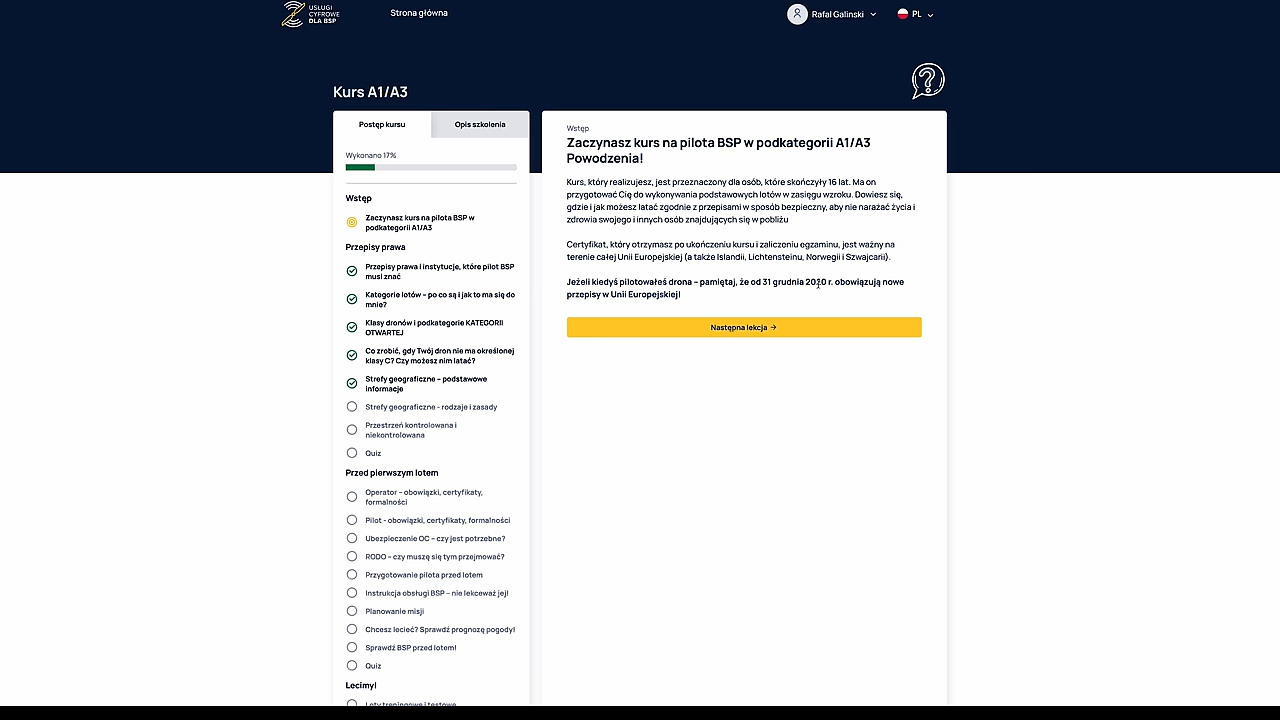 USŁUGI
CYFROWE
DLA BSP
Strona główna
Rafal Galinski
PL
Kurs A1/A3
Postęp kursu
Opis szkolenia
Wykonano 17%
Wstęp
Zaczynasz kurs na pilota BSP w
podkategorii A1/A3
Przepisy prawa
Przepisy prawa i instytucje, które pilot BSP
musi znać
Kategorie lotów – po co są i jak to ma się do
mnie?
Klasy dronów i podkategorie KATEGORII
OTWARTEJ
Co zrobić, gdy Twój dron nie ma określonej
klasy C? Czy możesz nim latać?
Strefy geograficzne – podstawowe
informacje
Strefy geograficzne - rodzaje i zasady
Przestrzeń kontrolowana i
niekontrolowana
Quiz
Przed pierwszym lotem
Operator – obowiązki, certyfikaty,
formalności
Pilot - obowiązki, certyfikaty, formalności
Ubezpieczenie OC – czy jest potrzebne?
RODO – czy muszę się tym przejmować?
Przygotowanie pilota przed lotem
Instrukcja obsługi BSP – nie lekceważ jej!
Planowanie misji
Chcesz lecieć? Sprawdź prognozę pogody!
Sprawdź BSP przed lotem!
Quiz
Lecimy!
Loty treningowe i testowe
Wstęp
Zaczynasz kurs na pilota BSP w podkategorii A1/A3
Powodzenia!
Kurs, który realizujesz, jest przeznaczony dla osób, które skończyły 16 lat. Ma on
przygotować Cię do wykonywania podstawowych lotów w zasięgu wzroku. Dowiesz się,
gdzie i jak możesz latać zgodnie z przepisami w sposób bezpieczny, aby nie narażać życia i
zdrowia swojego i innych osób znajdujących się w pobliżu
Certyfikat, który otrzymasz po ukończeniu kursu i zaliczeniu egzaminu, jest ważny na
terenie całej Unii Europejskiej (a także Islandii, Lichtensteinu, Norwegii i Szwajcarii).
Jeżeli kiedyś pilotowałeś drona – pamiętaj, że od 31 grudnia 2020 r. obowiązują nowe
przepisy w Unii Europejskiej!
Następna lekcja →